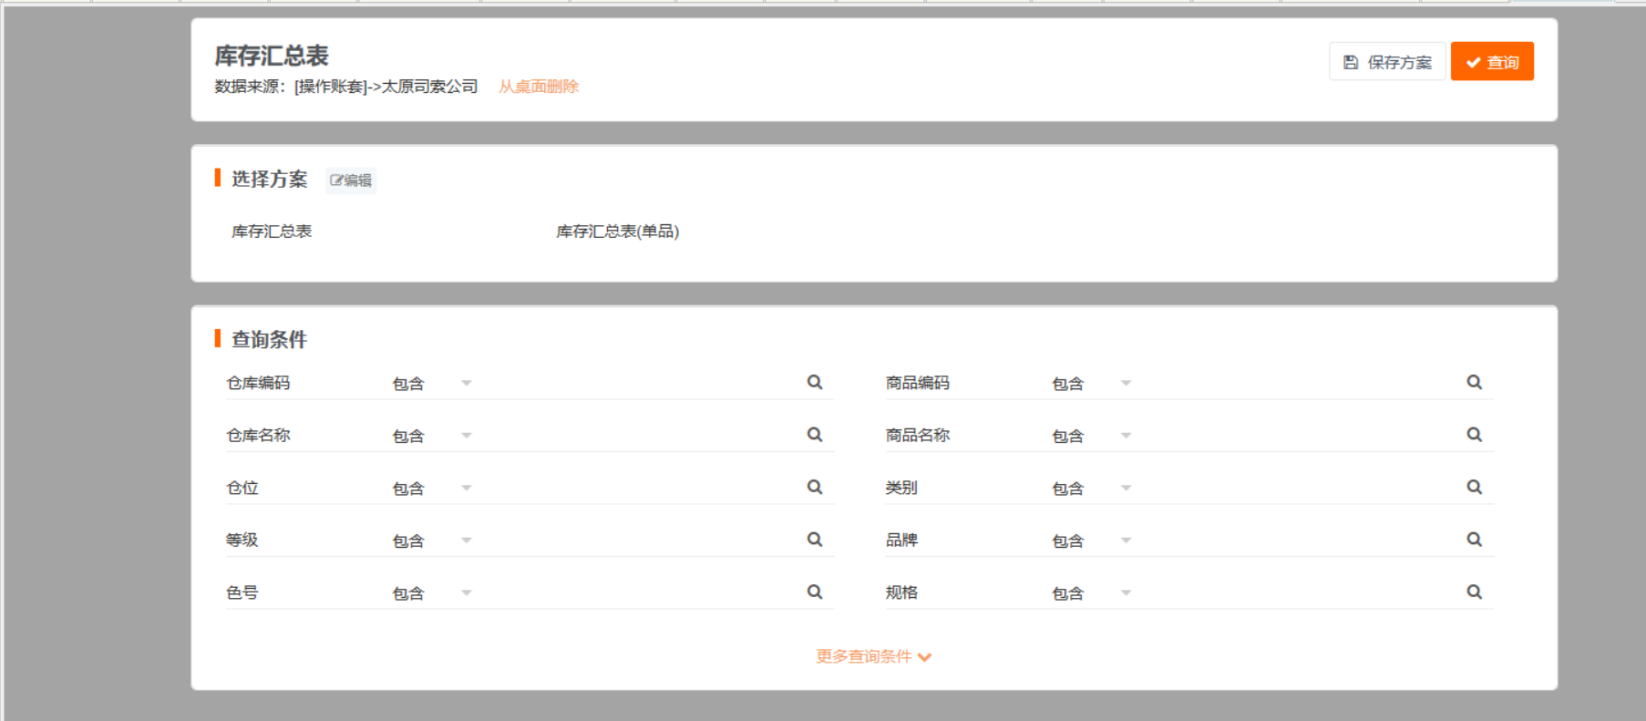 库存汇总表
数据来源：[操作账套]->太原司索公司 从桌面删除
保存方案 查询
选择方案 编辑
库存汇总表 库存汇总表(单品)
查询条件
仓库编码 包含 商品编码 包含
仓库名称 包含 商品名称 包含
仓位 包含 类别 包含
等级 包含 品牌 包含
色号 包含 规格 包含
更多查询条件